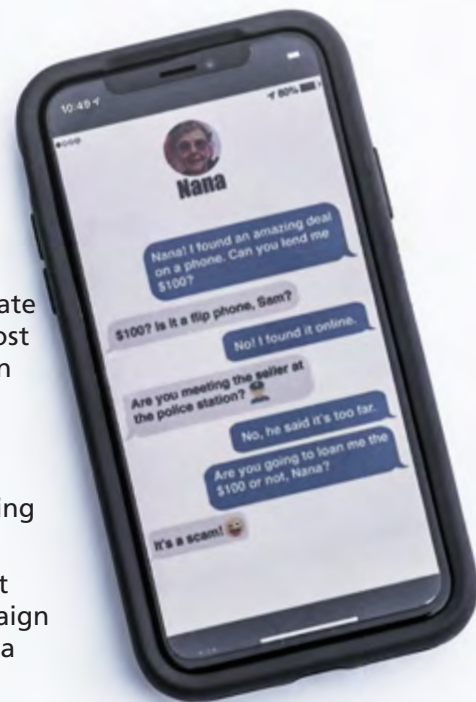 ate
ost
n
ing
t
aign
a
10:49
80%
Nana
Nana! I found an amazing deal
on a phone. Can you lend me
$100?
$100? Is it a flip phone, Sam?
No! I found it online.
Are you meeting the seller at
the police station? 👮
No, he said it's too far.
Are you going to loan me the
$100 or not, Nana?
It's a scam! 😜